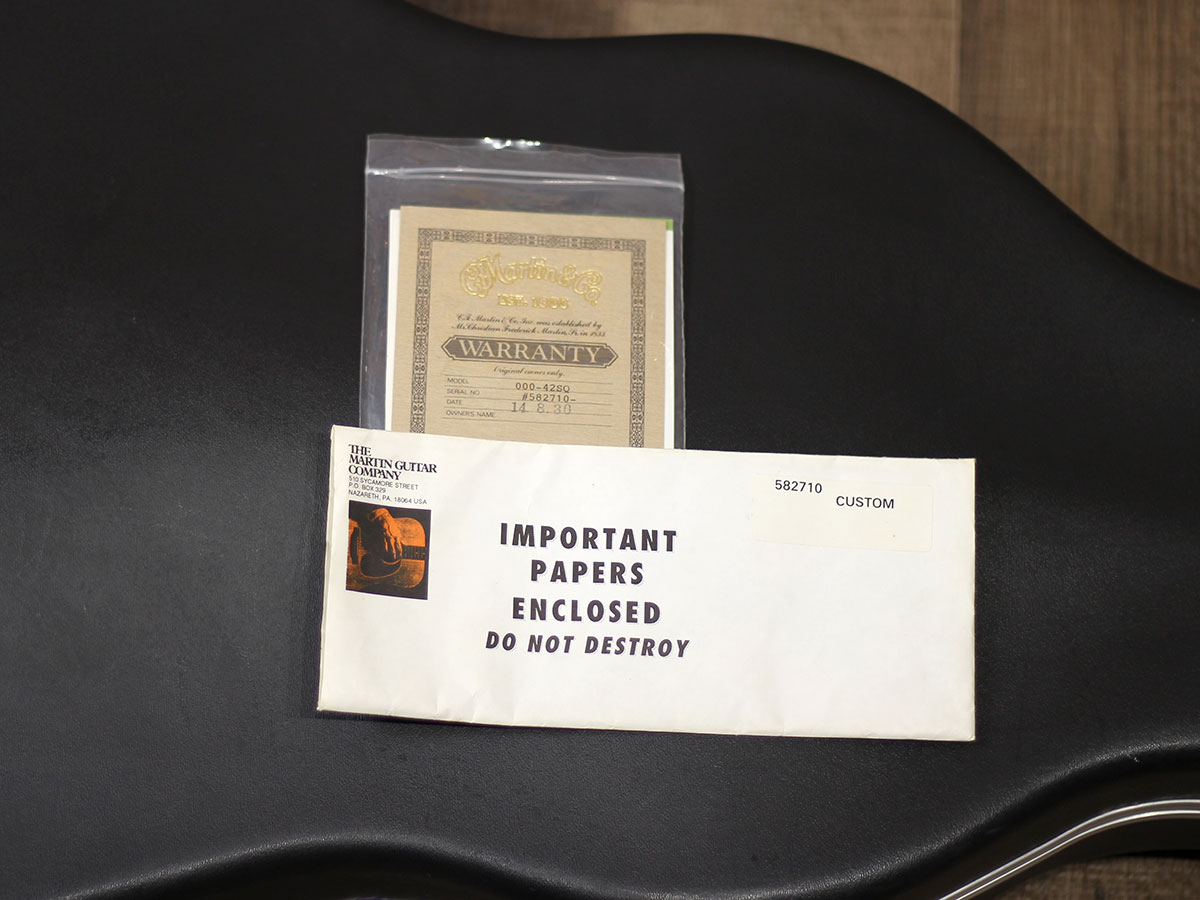 C.F. Martin & Co.
EST. 1833
C.F. Martin & Co., Inc. was established by
Mr. Christian Frederick Martin, Sr. in 1833.
WARRANTY
Original owner only.
MODEL 000-42SQ
SERIAL NO. #582710-
DATE 14. 8. 30
OWNER'S NAME
THE
MARTIN GUITAR
COMPANY
510 SYCAMORE STREET
P.O. BOX 329
NAZARETH, PA. 18064 USA
582710
CUSTOM
IMPORTANT
PAPERS
ENCLOSED
DO NOT DESTROY